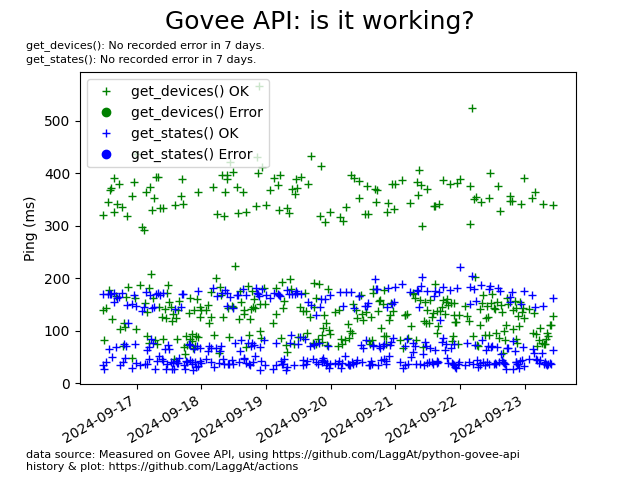 Govee API: is it working?
get_devices(): No recorded error in 7 days.
get_states(): No recorded error in 7 days.
get_devices() OK
get_devices() Error
get_states() OK
get_states() Error
Ping (ms)
500
400
300
200
100
0
2024-09-17
2024-09-18
2024-09-19
2024-09-20
2024-09-21
2024-09-22
2024-09-23
data source: Measured on Govee API, using https://github.com/LaggAt/python-govee-api
history & plot: https://github.com/LaggAt/actions